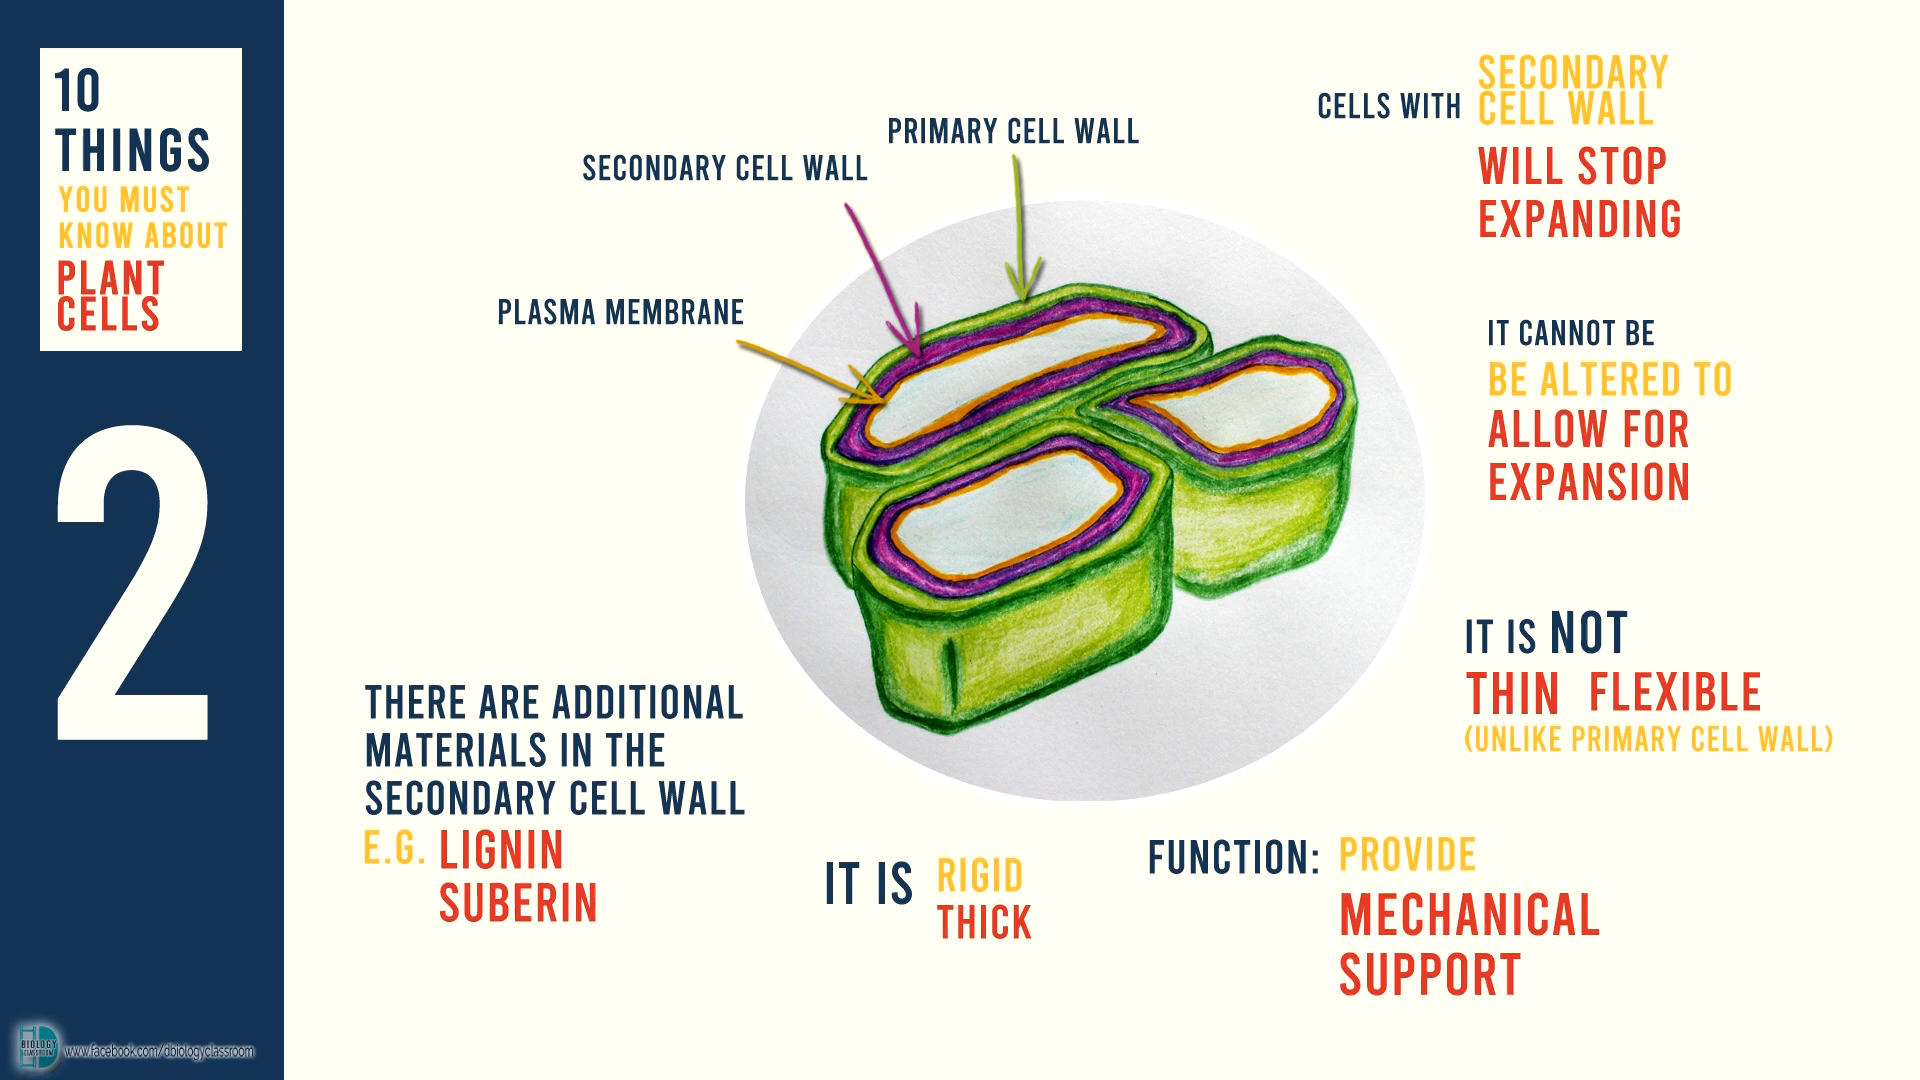 10
THINGS
YOU MUST
KNOW ABOUT
PLANT
CELLS
2
PRIMARY CELL WALL
SECONDARY CELL WALL
PLASMA MEMBRANE
CELLS WITH SECONDARY
CELL WALL
WILL STOP
EXPANDING
IT CANNOT BE
BE ALTERED TO
ALLOW FOR
EXPANSION
IT IS NOT
THIN FLEXIBLE
(UNLIKE PRIMARY CELL WALL)
THERE ARE ADDITIONAL
MATERIALS IN THE
SECONDARY CELL WALL
E.G. LIGNIN
SUBERIN
IT IS RIGID
THICK
FUNCTION: PROVIDE
MECHANICAL
SUPPORT
BIOLOGY
CLASSROOM
www.facebook.com/dbiologyclassroom